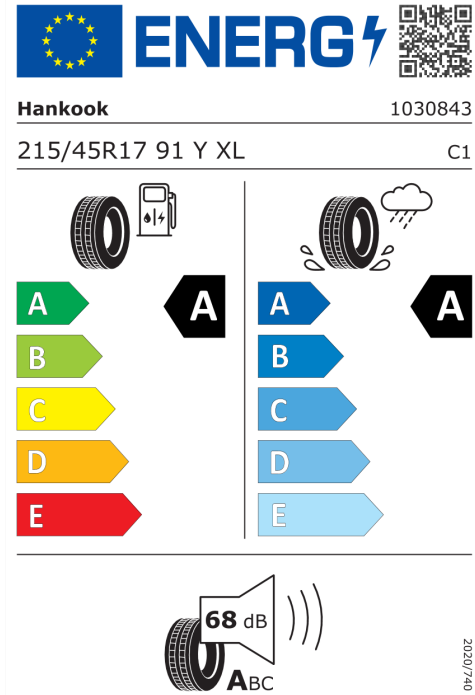 ENERG
Hankook 1030843
215/45R17 91 Y XL C1
A A
B
C
D
E
A A
B
C
D
E
68 dB
ABC
2020/740